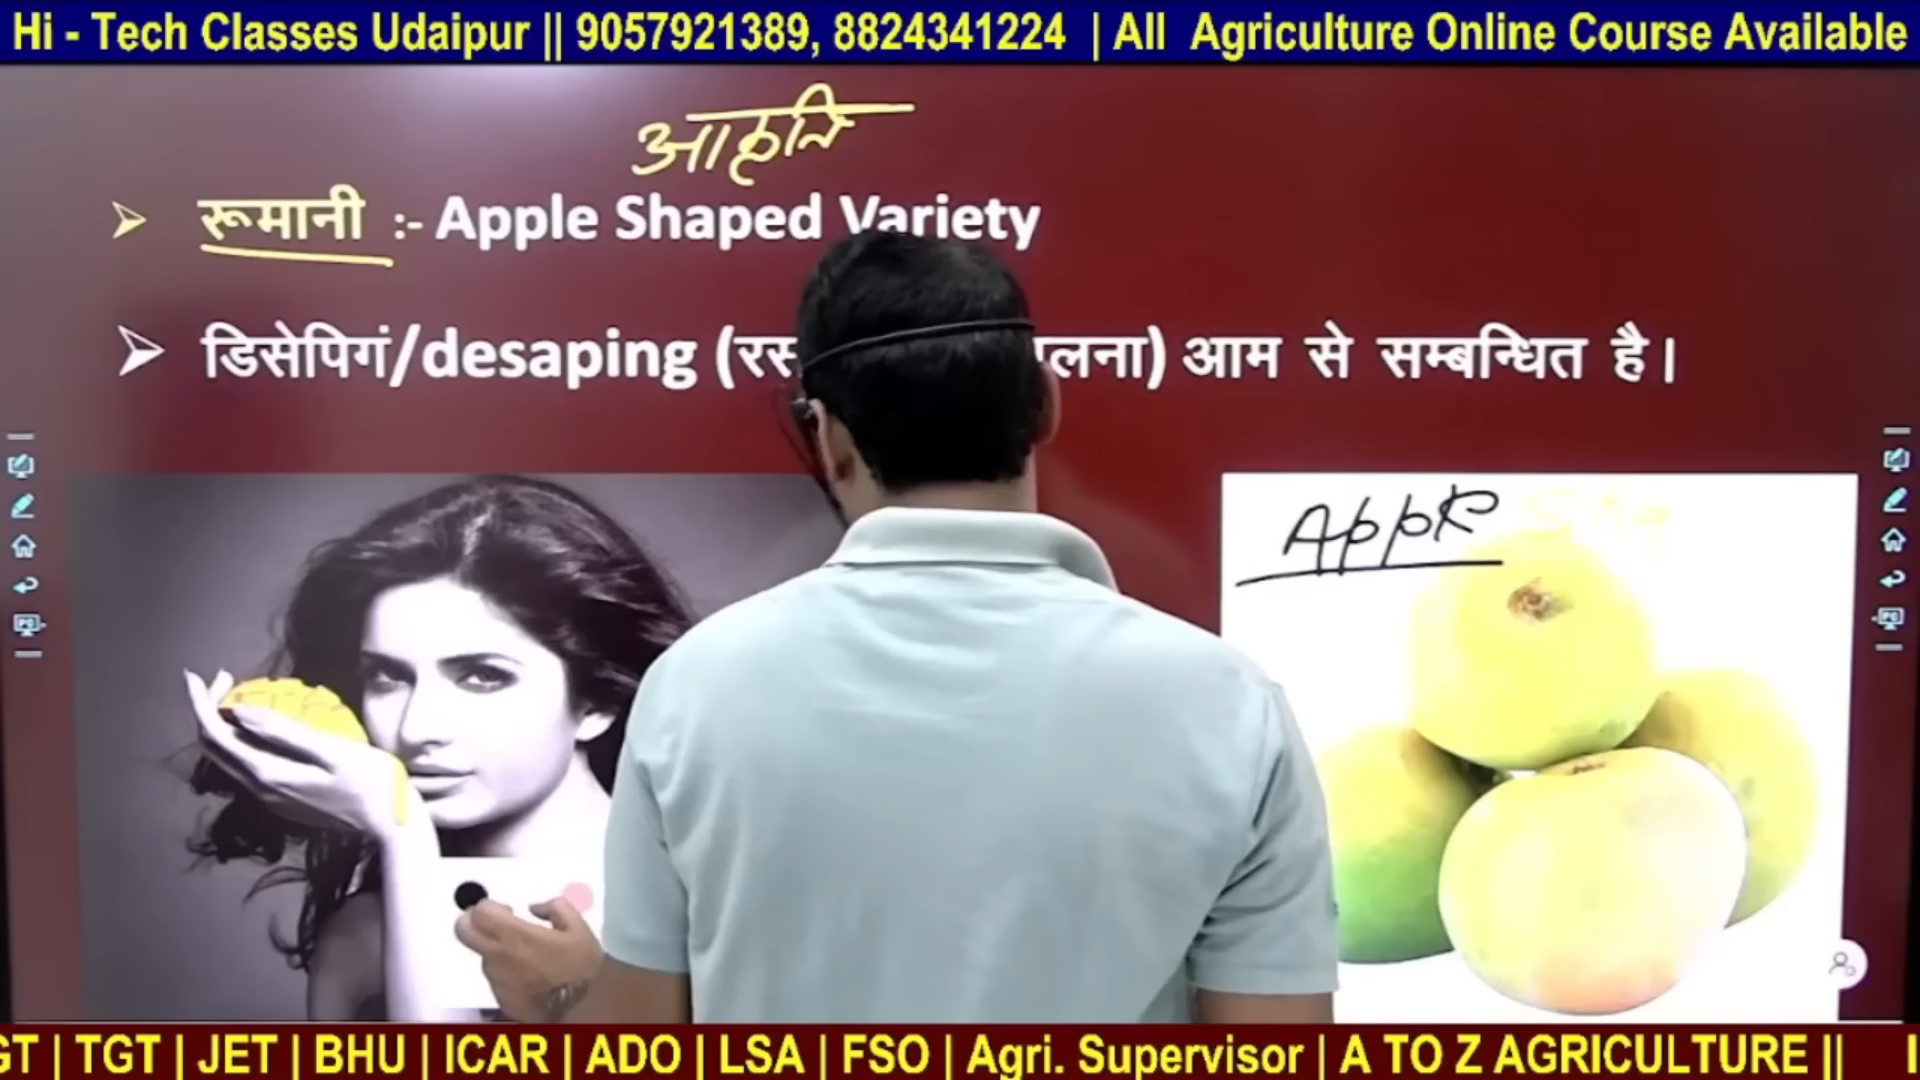 Hi - Tech Classes Udaipur || 9057921389, 8824341224 | All Agriculture Online Course Available
आकृति
➢ रूमानी :- Apple Shaped Variety
➢ डिसेपिगं/desaping (रस ालना) आम से सम्बन्धित है।
Apple
GT | TGT | JET | BHU | ICAR | ADO | LSA | FSO | Agri. Supervisor | A TO Z AGRICULTURE || I